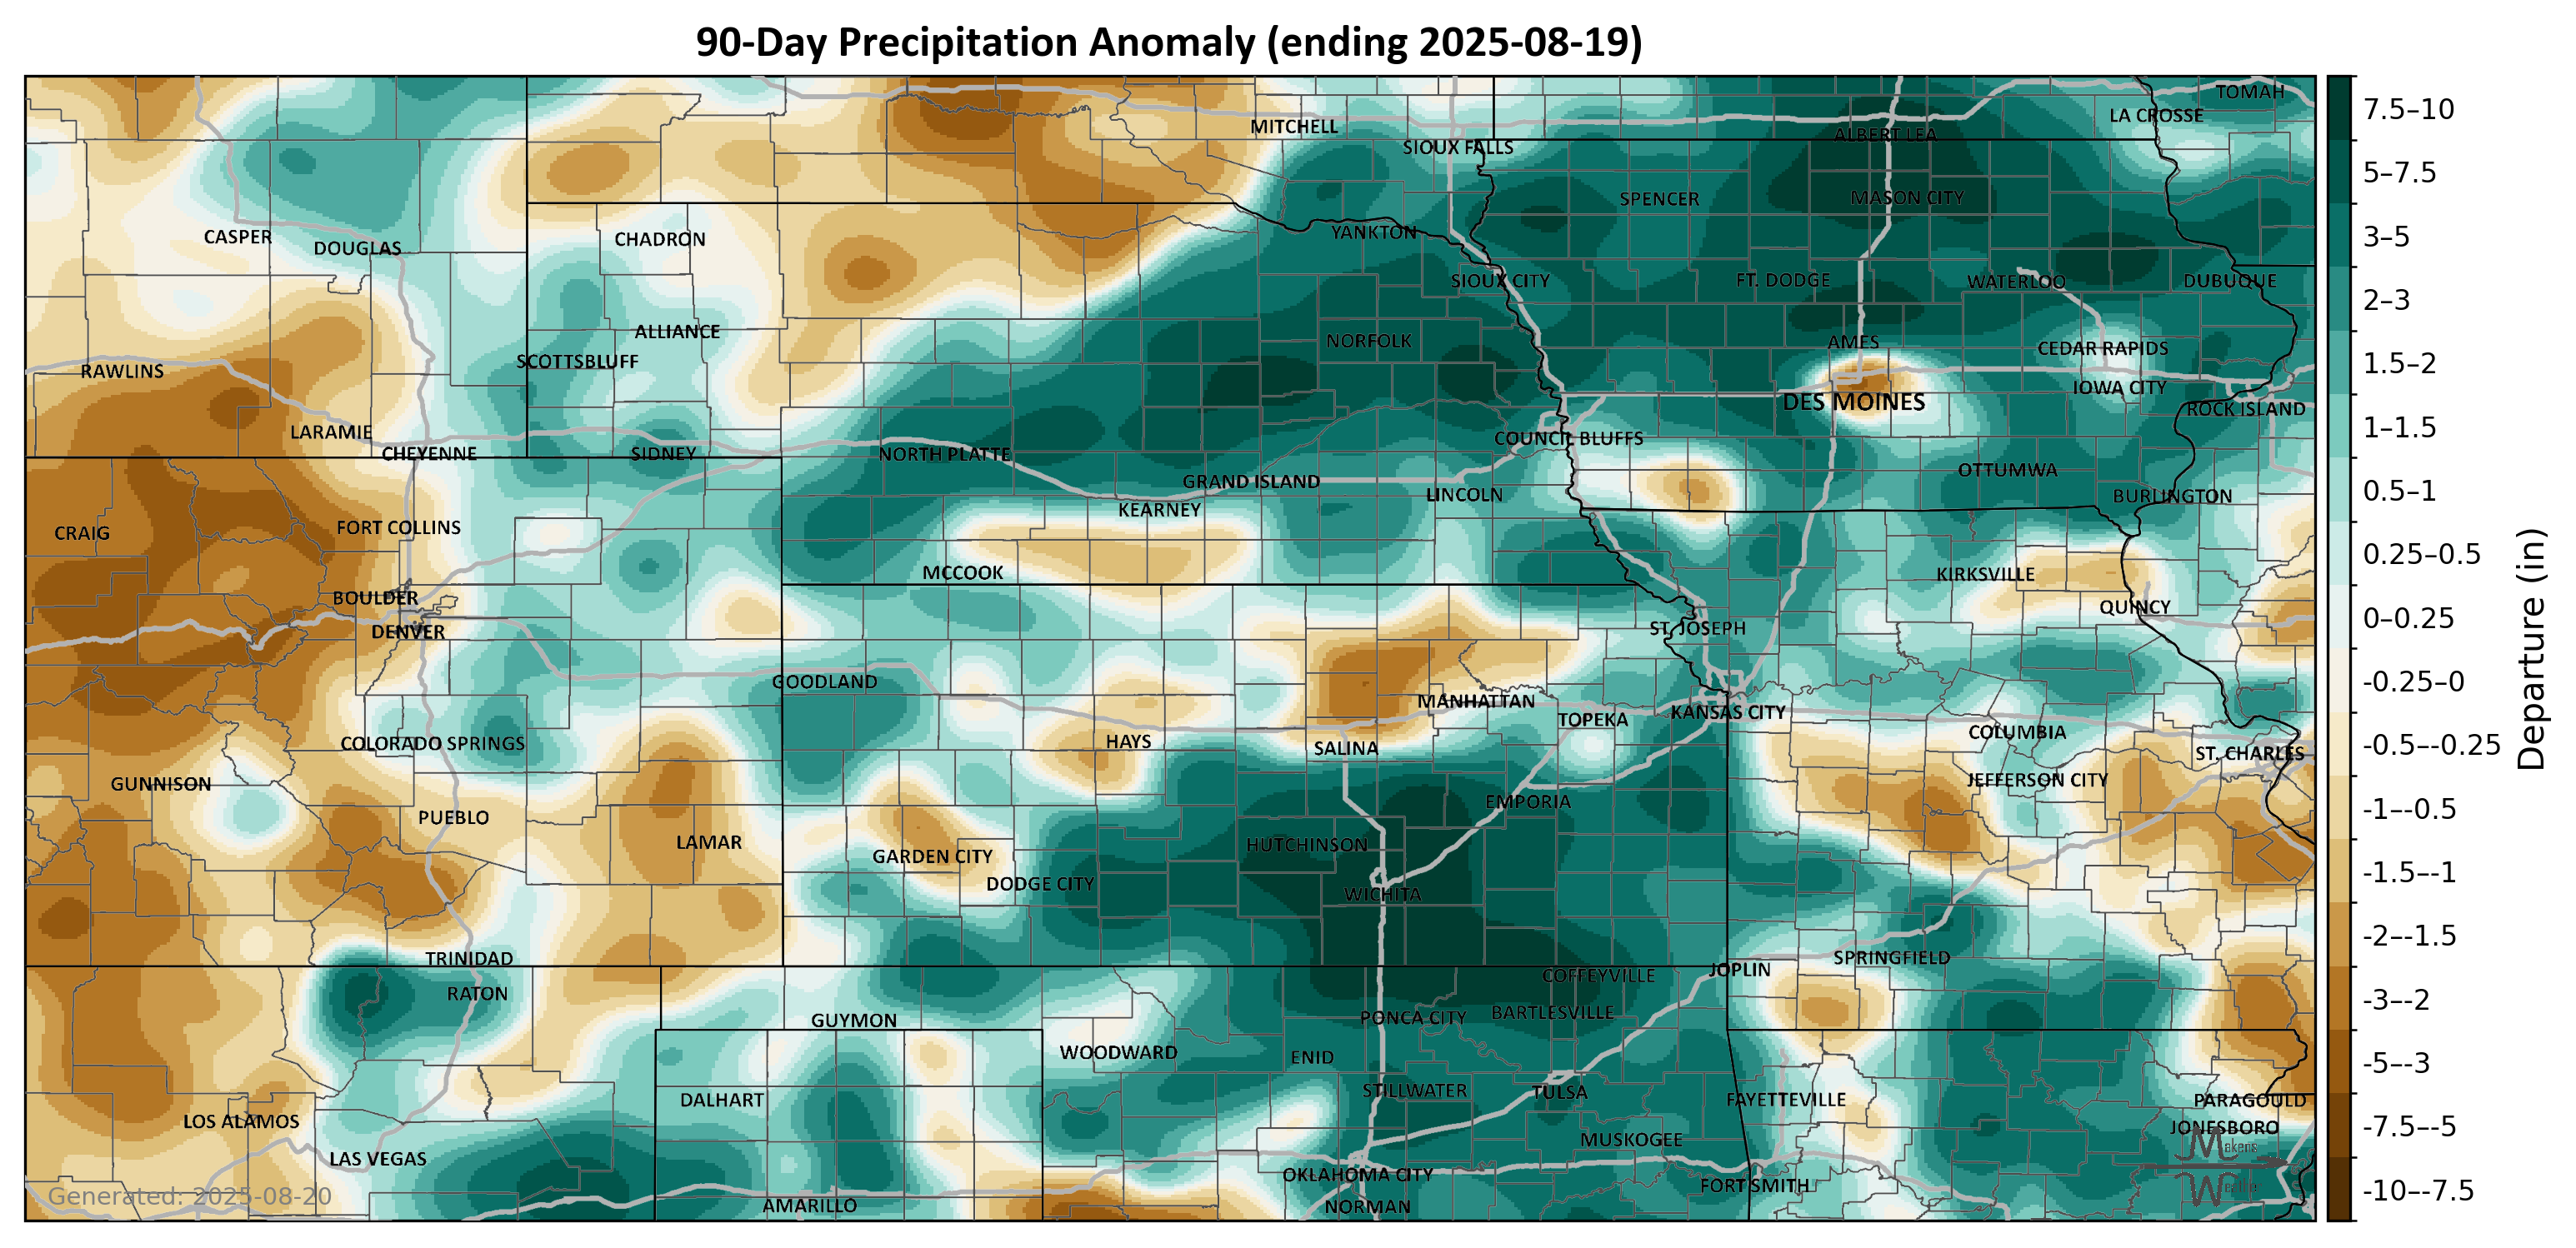 90-Day Precipitation Anomaly (ending 2025-08-19)
TOMAH
LA CROSSE
MITCHELL
ALBERT LEA
SIOUX FALLS
SPENCER
MASON CITY
YANKTON
CASPER
DOUGLAS
CHADRON
SIOUX CITY
FT. DODGE
WATERLOO
DUBUQUE
ALLIANCE
NORFOLK
AMES
CEDAR RAPIDS
SCOTTSBLUFF
RAWLINS
IOWA CITY
DES MOINES
ROCK ISLAND
LARAMIE
COUNCIL BLUFFS
CHEYENNE
SIDNEY
NORTH PLATTE
OTTUMWA
GRAND ISLAND
LINCOLN
BURLINGTON
KEARNEY
CRAIG
FORT COLLINS
MCCOOK
KIRKSVILLE
BOULDER
QUINCY
DENVER
ST. JOSEPH
GOODLAND
MANHATTAN
KANSAS CITY
TOPEKA
COLUMBIA
COLORADO SPRINGS
HAYS
SALINA
ST. CHARLES
GUNNISON
JEFFERSON CITY
EMPORIA
PUEBLO
LAMAR
HUTCHINSON
GARDEN CITY
DODGE CITY
WICHITA
TRINIDAD
SPRINGFIELD
JOPLIN
COFFEYVILLE
RATON
BARTLESVILLE
GUYMON
PONCA CITY
WOODWARD
ENID
STILLWATER
TULSA
DALHART
FAYETTEVILLE
PARAGOULD
LOS ALAMOS
JONESBORO
MUSKOGEE
LAS VEGAS
OKLAHOMA CITY
FORT SMITH
AMARILLO
NORMAN
Generated: 2025-08-20
7.5–10
5–7.5
3–5
2–3
1.5–2
1–1.5
0.5–1
0.25–0.5
0–0.25
-0.25–0
-0.5–-0.25
-1–-0.5
-1.5–-1
-2–-1.5
-3–-2
-5–-3
-7.5–-5
-10–-7.5
Departure (in)